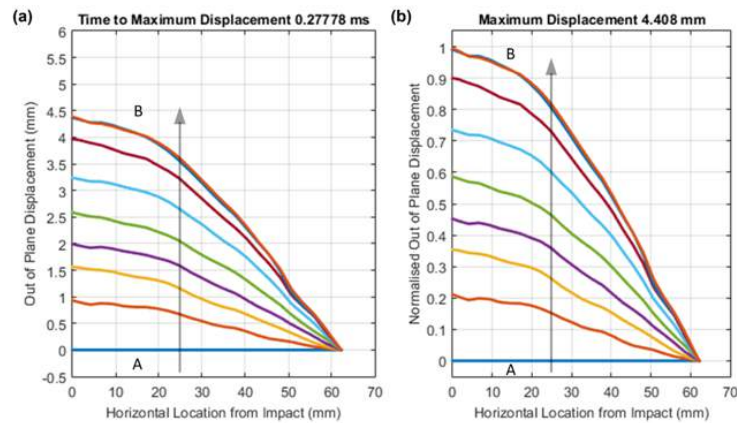 (a)
Time to Maximum Displacement 0.27778 ms
Out of Plane Displacement (mm)
6
5.5
5
4.5
4
3.5
3
2.5
2
1.5
1
0.5
0
-0.5
B
A
0 10 20 30 40 50 60 70
Horizontal Location from Impact (mm)
(b)
Maximum Displacement 4.408 mm
Normalised Out of Plane Displacement
1
0.9
0.8
0.7
0.6
0.5
0.4
0.3
0.2
0.1
0
B
A
0 10 20 30 40 50 60 70
Horizontal Location from Impact (mm)